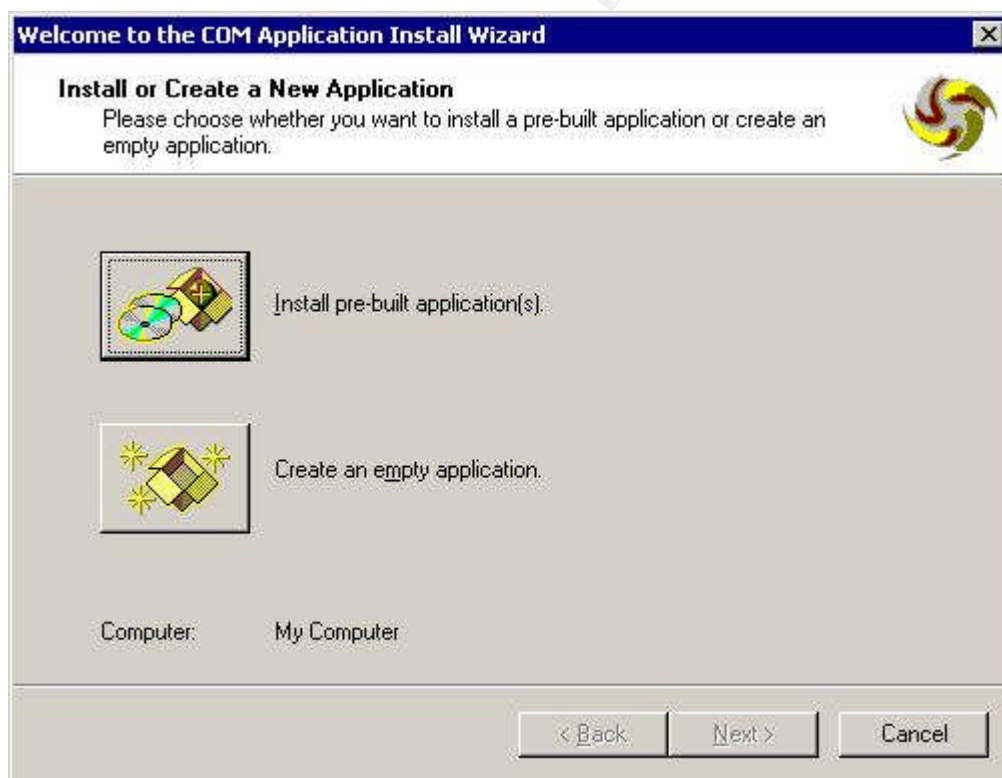 Welcome to the COM Application Install Wizard
Install or Create a New Application
Please choose whether you want to install a pre-built application or create an
empty application.
Install pre-built application(s).
Create an empty application.
Computer: My Computer
< Back Next > Cancel